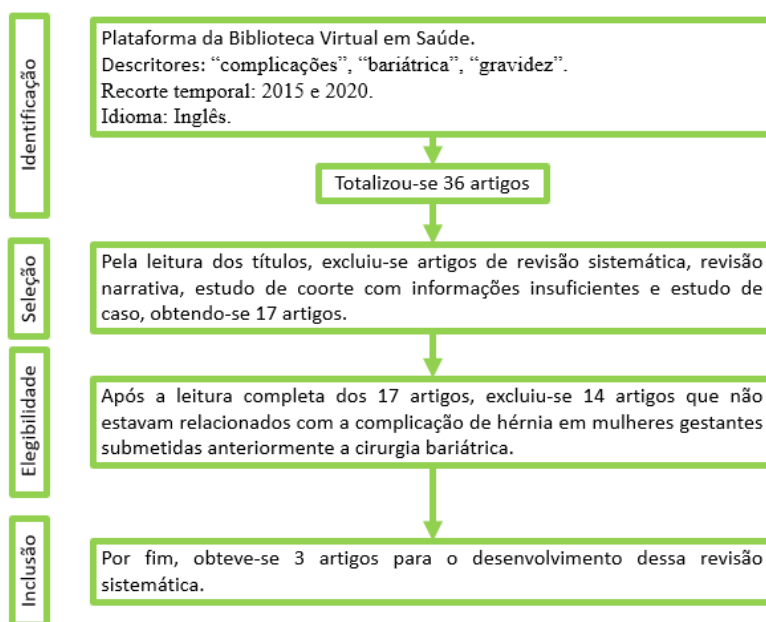 Identificação
Plataforma da Biblioteca Virtual em Saúde.
Descritores: “complicações”, “bariátrica”, “gravidez”.
Recorte temporal: 2015 e 2020.
Idioma: Inglês.
Totalizou-se 36 artigos
Seleção
Pela leitura dos títulos, excluiu-se artigos de revisão sistemática, revisão
narrativa, estudo de coorte com informações insuficientes e estudo de
caso, obtendo-se 17 artigos.
Elegibilidade
Após a leitura completa dos 17 artigos, excluiu-se 14 artigos que não
estavam relacionados com a complicação de hérnia em mulheres gestantes
submetidas anteriormente a cirurgia bariátrica.
Inclusão
Por fim, obteve-se 3 artigos para o desenvolvimento dessa revisão
sistemática.